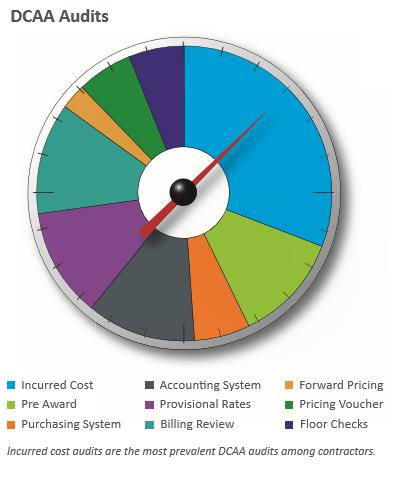 DCAA Audits
Incurred Cost Accounting System Forward Pricing
Pre Award Provisional Rates Pricing Voucher
Purchasing System Billing Review Floor Checks
Incurred cost audits are the most prevalent DCAA audits among contractors.